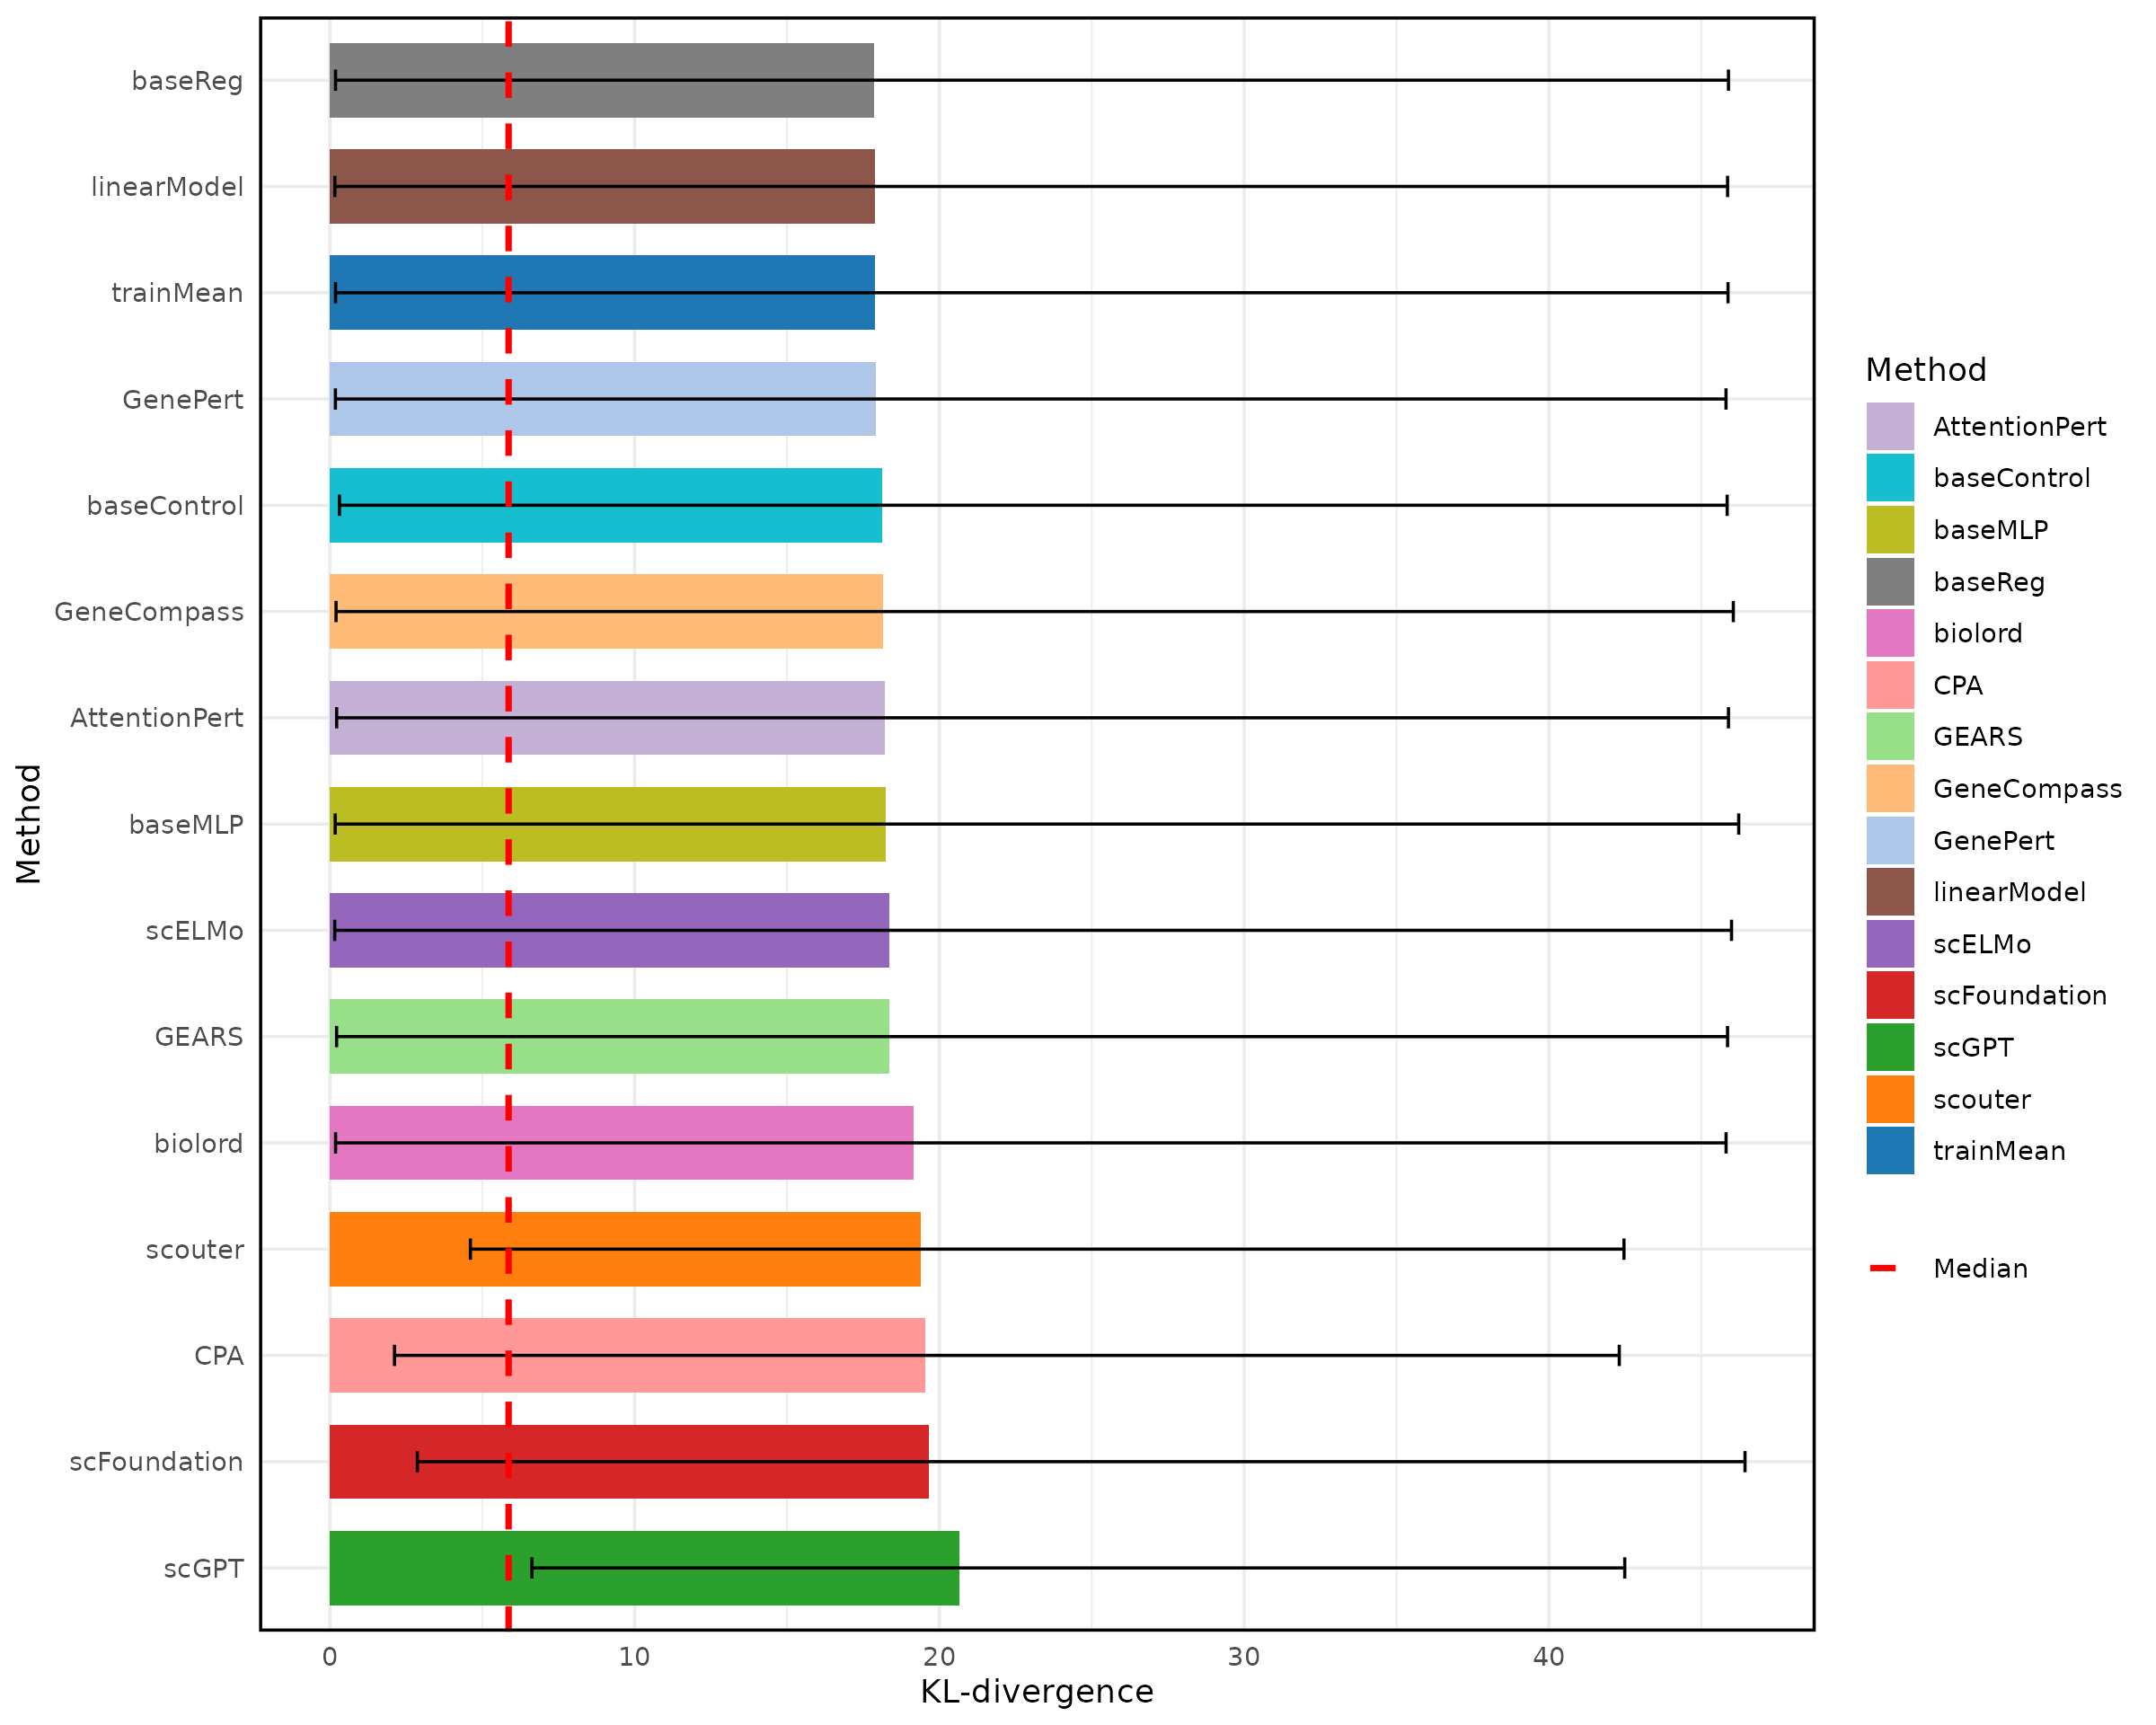 Method
baseReg
linearModel
trainMean
GenePert
baseControl
GeneCompass
AttentionPert
baseMLP
scELMo
GEARS
biolord
scouter
CPA
scFoundation
scGPT
0 10 20 30 40
KL-divergence
Method
AttentionPert
baseControl
baseMLP
baseReg
biolord
CPA
GEARS
GeneCompass
GenePert
linearModel
scELMo
scFoundation
scGPT
scouter
trainMean
Median